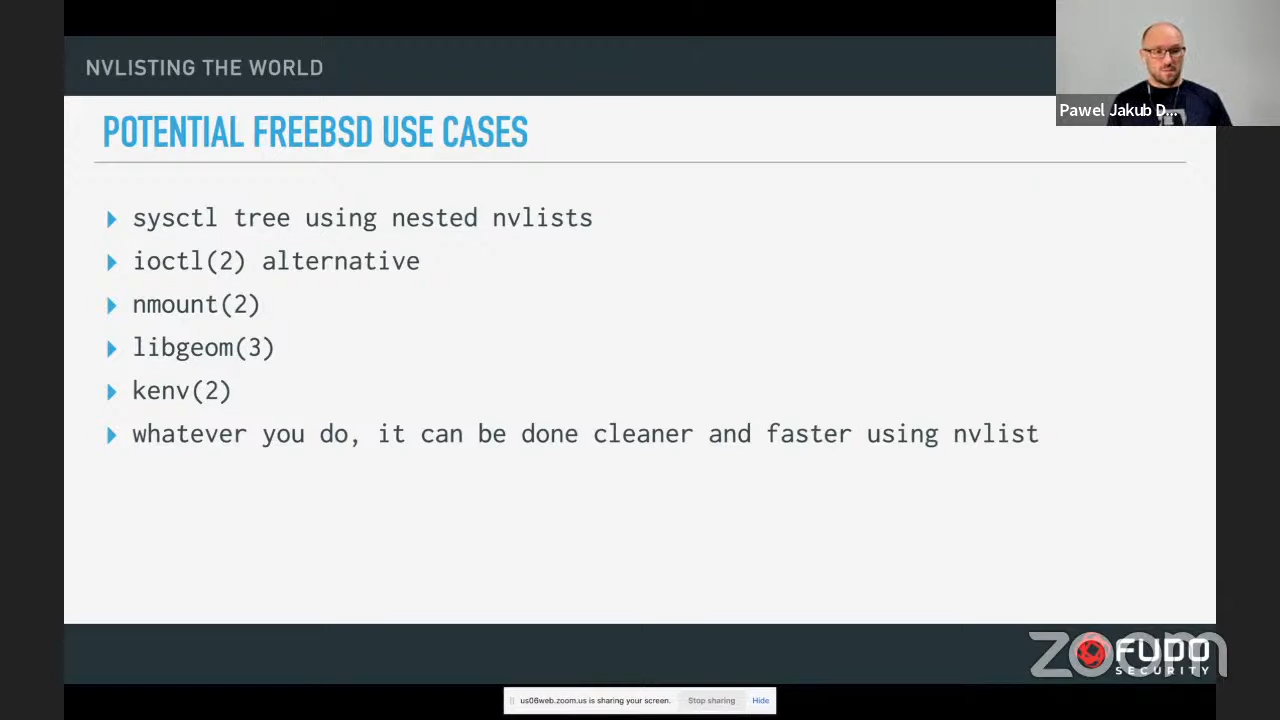 NVLISTING THE WORLD
Pawel Jakub D...
POTENTIAL FREEBSD USE CASES
sysctl tree using nested nvlists
ioctl(2) alternative
nmount(2)
libgeom(3)
kenv(2)
whatever you do, it can be done cleaner and faster using nvlist
zoom
FUDO
SECURITY
us06web.zoom.us is sharing your screen. Stop sharing Hide